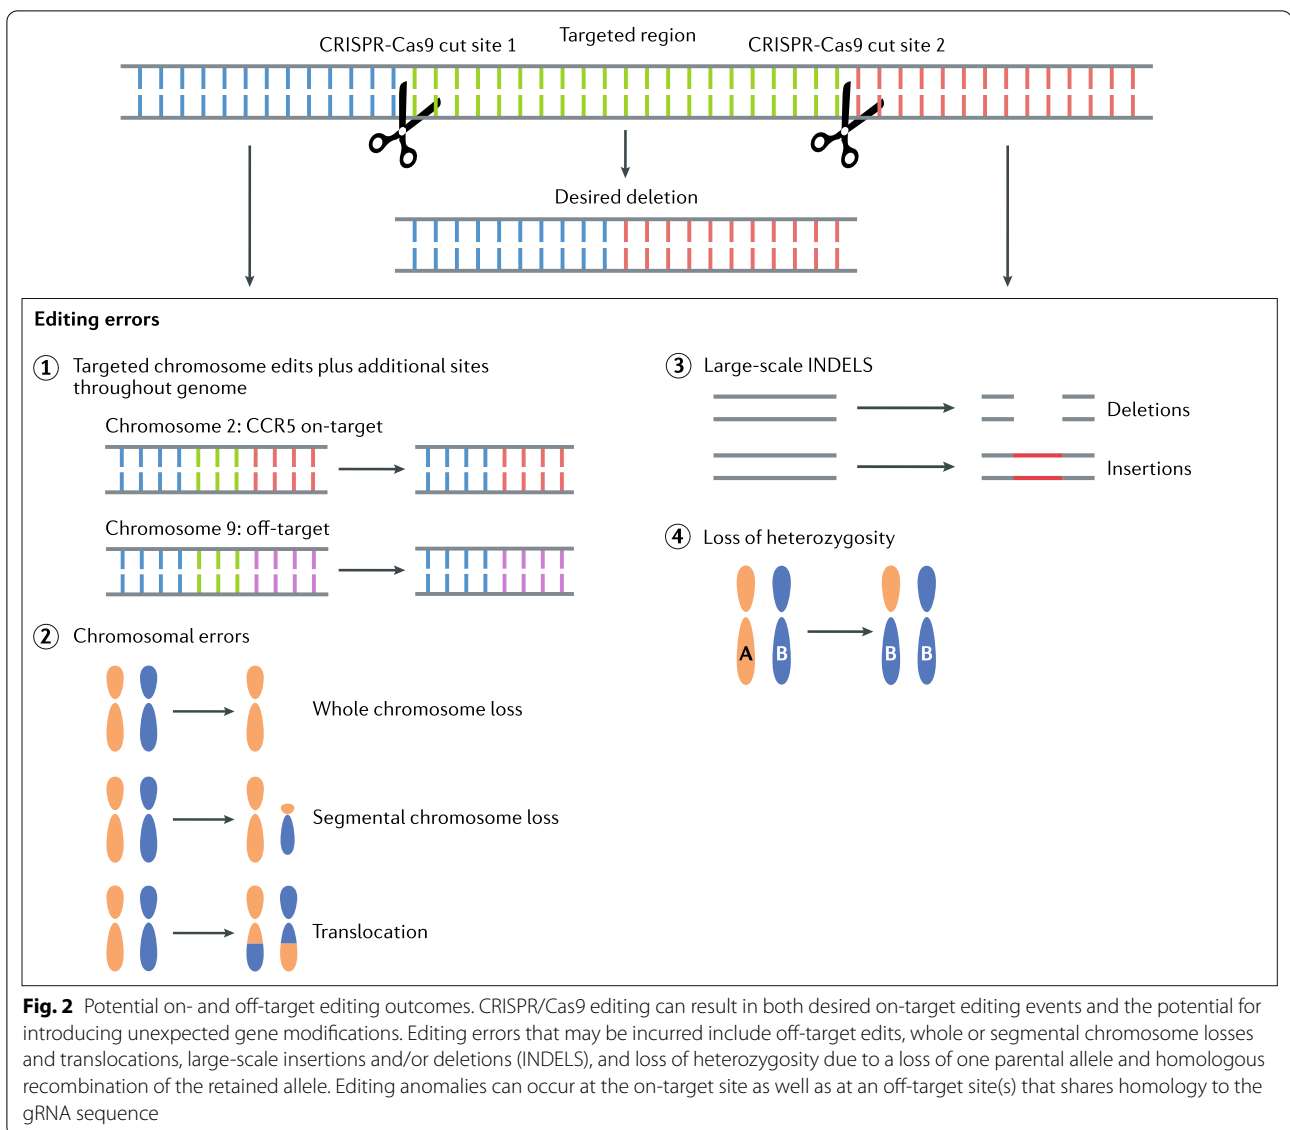 CRISPR-Cas9 cut site 1
Targeted region
CRISPR-Cas9 cut site 2
Desired deletion
Editing errors
1 Targeted chromosome edits plus additional sites
throughout genome
Chromosome 2: CCR5 on-target
Chromosome 9: off-target
2 Chromosomal errors
Whole chromosome loss
Segmental chromosome loss
Translocation
3 Large-scale INDELS
Deletions
Insertions
4 Loss of heterozygosity
A B B B
Fig. 2 Potential on- and off-target editing outcomes. CRISPR/Cas9 editing can result in both desired on-target editing events and the potential for
introducing unexpected gene modifications. Editing errors that may be incurred include off-target edits, whole or segmental chromosome losses
and translocations, large-scale insertions and/or deletions (INDELS), and loss of heterozygosity due to a loss of one parental allele and homologous
recombination of the retained allele. Editing anomalies can occur at the on-target site as well as at an off-target site(s) that shares homology to the
gRNA sequence